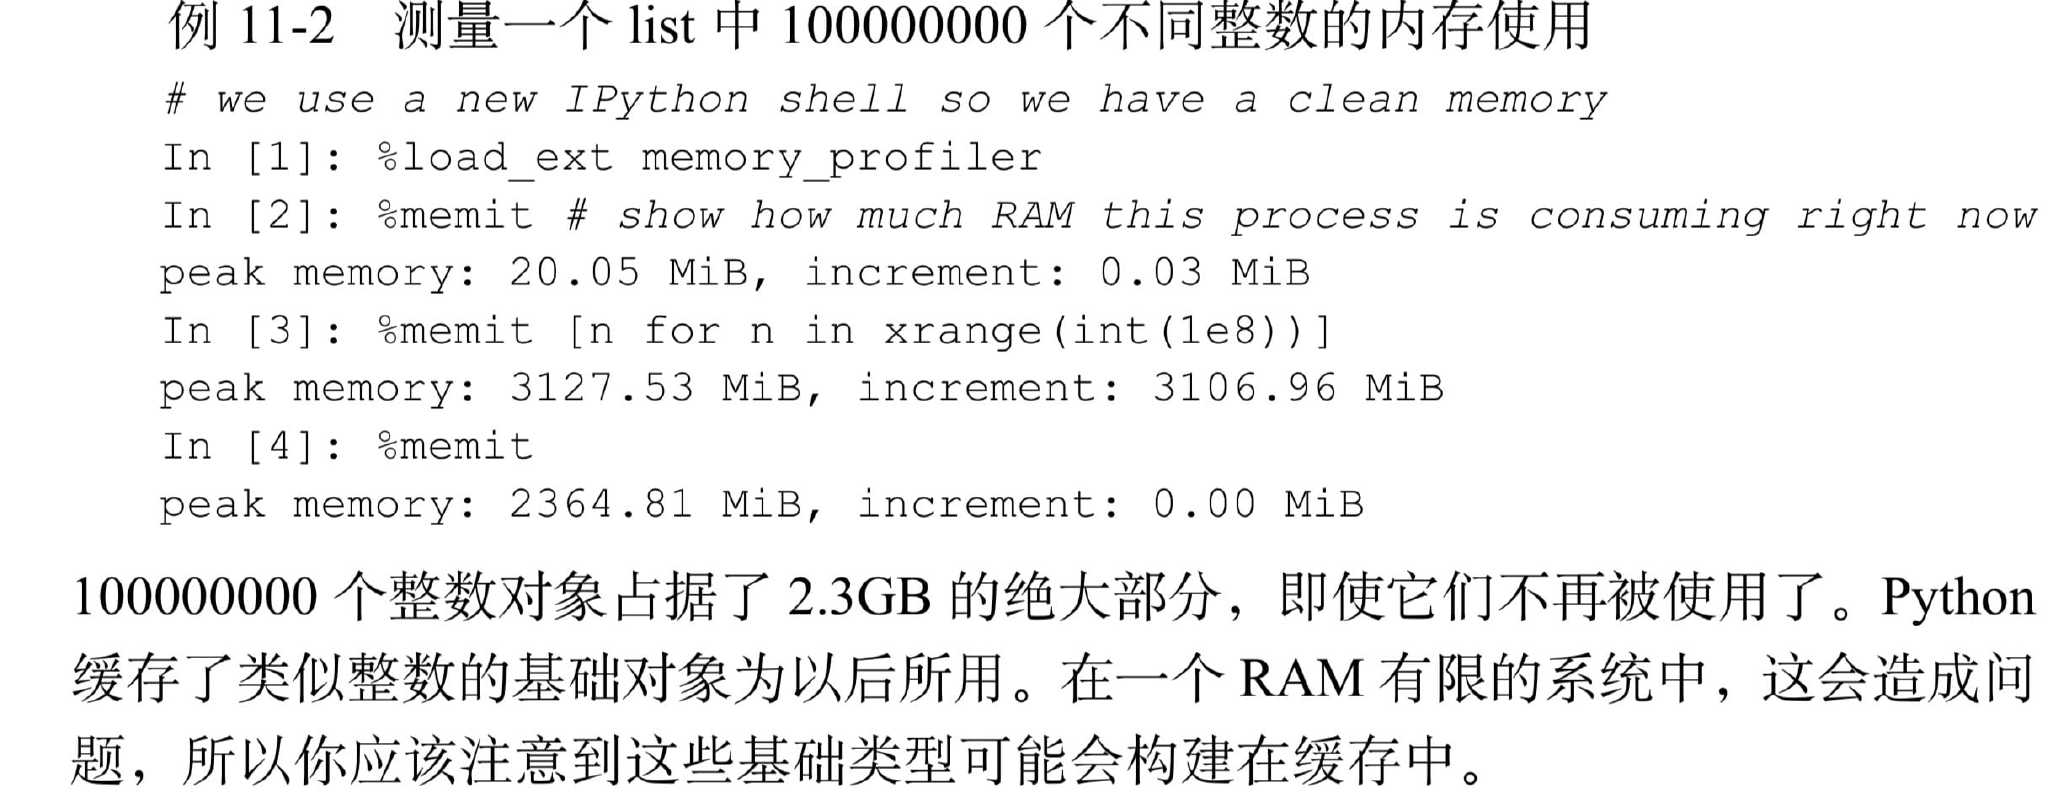 例 11-2 测量一个 list 中 100000000 个不同整数的内存使用
# we use a new IPython shell so we have a clean memory
In [1]: %load_ext memory_profiler
In [2]: %memit # show how much RAM this process is consuming right now
peak memory: 20.05 MiB, increment: 0.03 MiB
In [3]: %memit [n for n in xrange(int(1e8))]
peak memory: 3127.53 MiB, increment: 3106.96 MiB
In [4]: %memit
peak memory: 2364.81 MiB, increment: 0.00 MiB
100000000 个整数对象占据了 2.3GB 的绝大部分，即使它们不再被使用了。Python
缓存了类似整数的基础对象为以后所用。在一个 RAM 有限的系统中，这会造成问
题，所以你应该注意到这些基础类型可能会构建在缓存中。